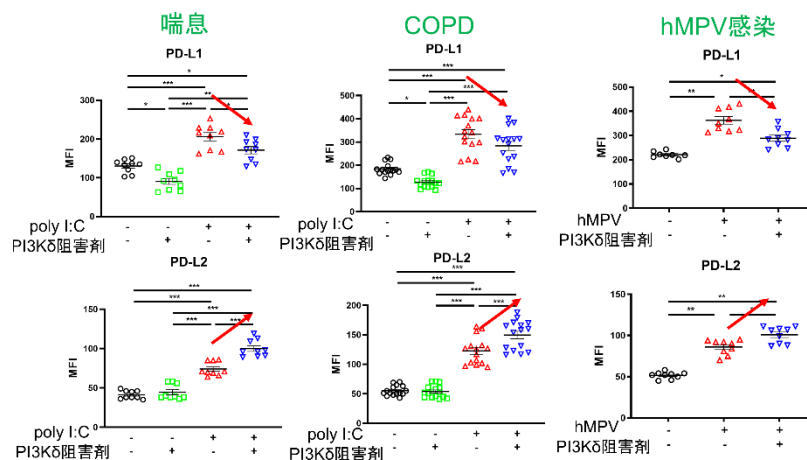 喘息
COPD
hMPV感染
PD-L1
MFI
300
200
100
0
*
***
**
*
***
*
poly I:C
- - + +
PI3Kδ阻害剤
- + - +
PD-L1
MFI
500
400
300
200
100
0
***
***
***
*
***
poly I:C
- - + +
PI3Kδ阻害剤
- + - +
PD-L1
MFI
600
400
200
0
*
**
hMPV
- + +
PI3Kδ阻害剤
- - +
PD-L2
MFI
150
100
50
0
***
***
***
***
***
poly I:C
- - + +
PI3Kδ阻害剤
- + - +
PD-L2
MFI
200
150
100
50
0
***
***
***
***
***
poly I:C
- - + +
PI3Kδ阻害剤
- + - +
PD-L2
MFI
150
100
50
0
**
**
hMPV
- + +
PI3Kδ阻害剤
- - +